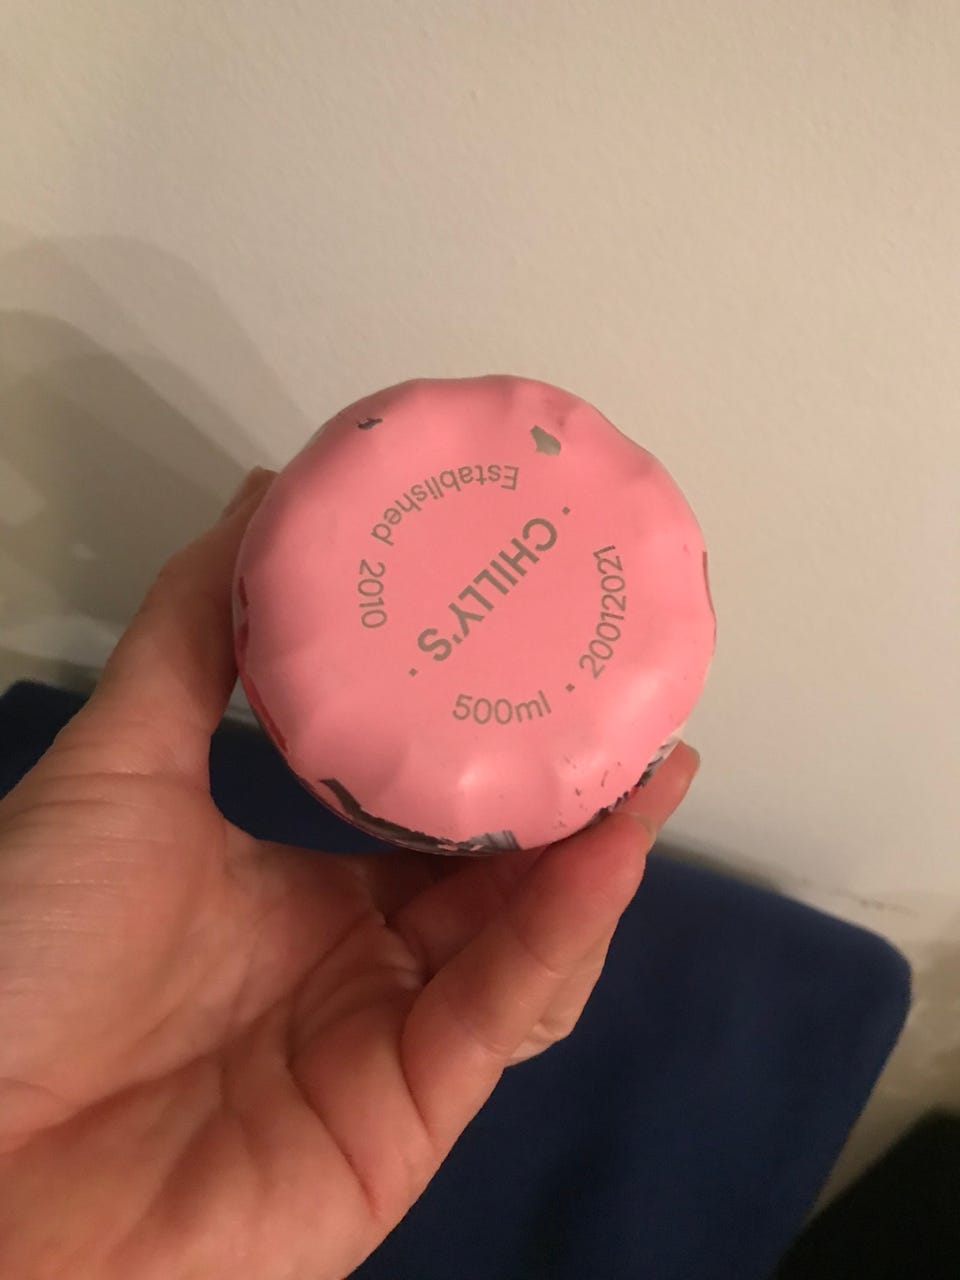 Established 2010
· CHILLY'S ·
500ml · 20012021